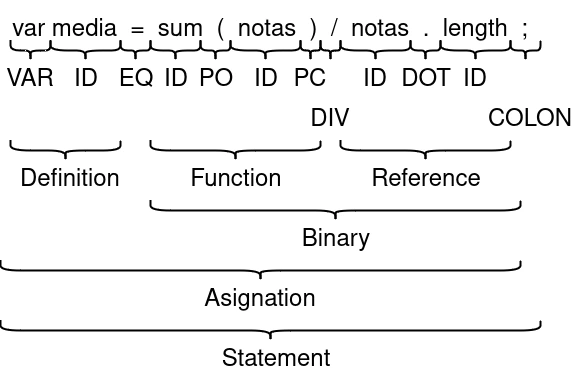 var media = sum ( notas ) / notas . length ;
VAR ID EQ ID PO ID PC ID DOT ID
DIV COLON
Definition Function Reference
Binary
Asignation
Statement